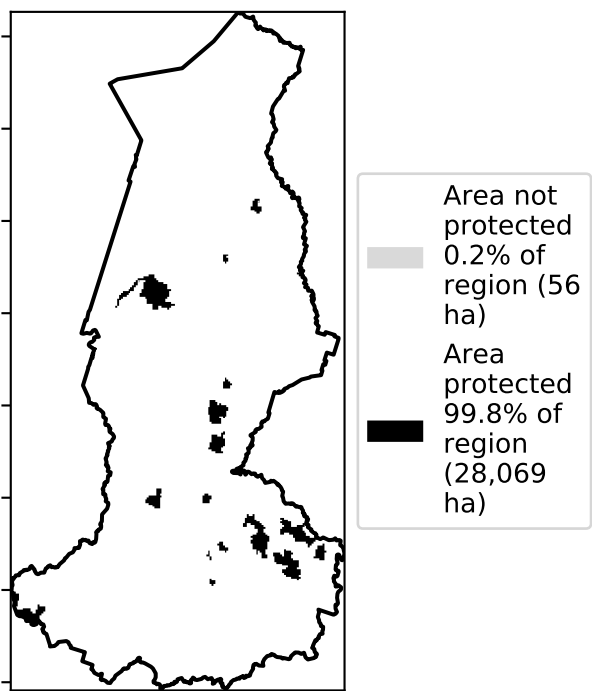 Area not
protected
0.2% of
region (56
ha)
Area
protected
99.8% of
region
(28,069
ha)